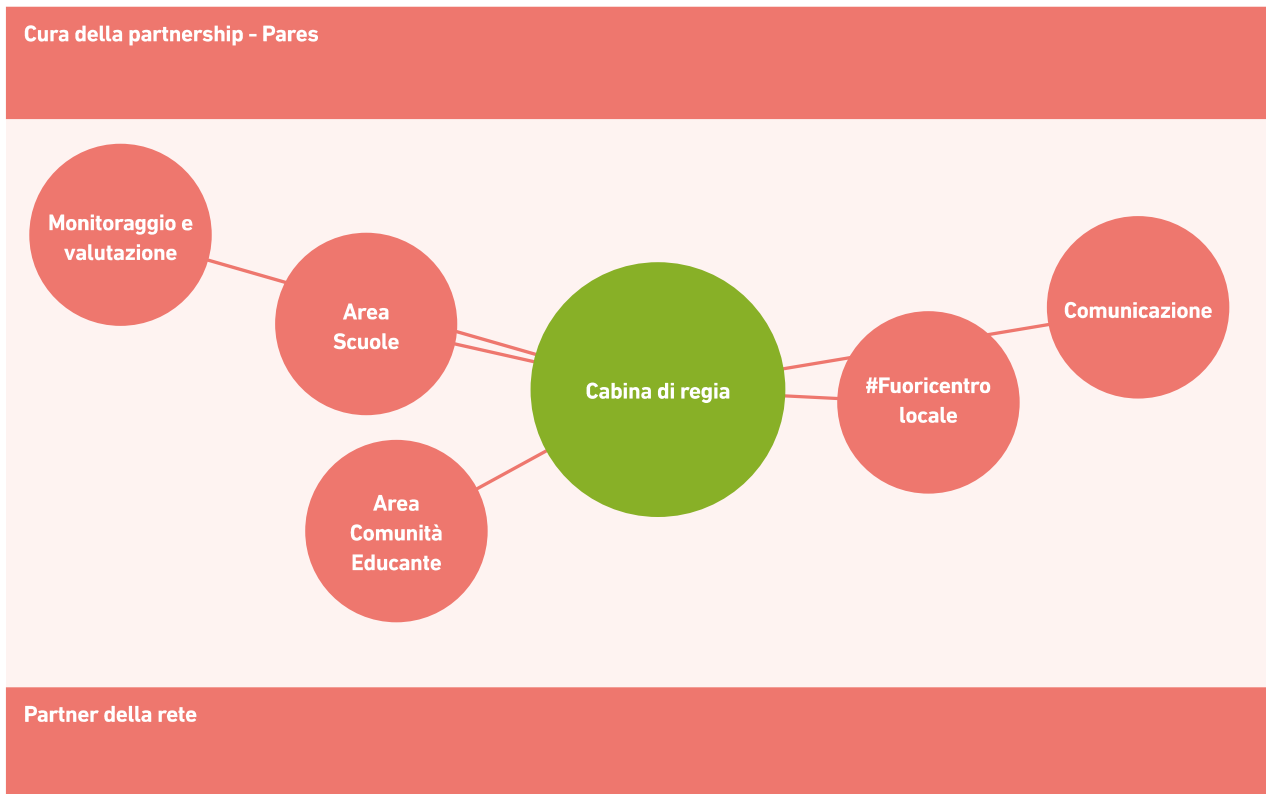 Cura della partnership - Pares
Monitoraggio e
valutazione
Area
Scuole
Area
Comunità
Educante
Cabina di regia
#Fuoricentro
locale
Comunicazione
Partner della rete